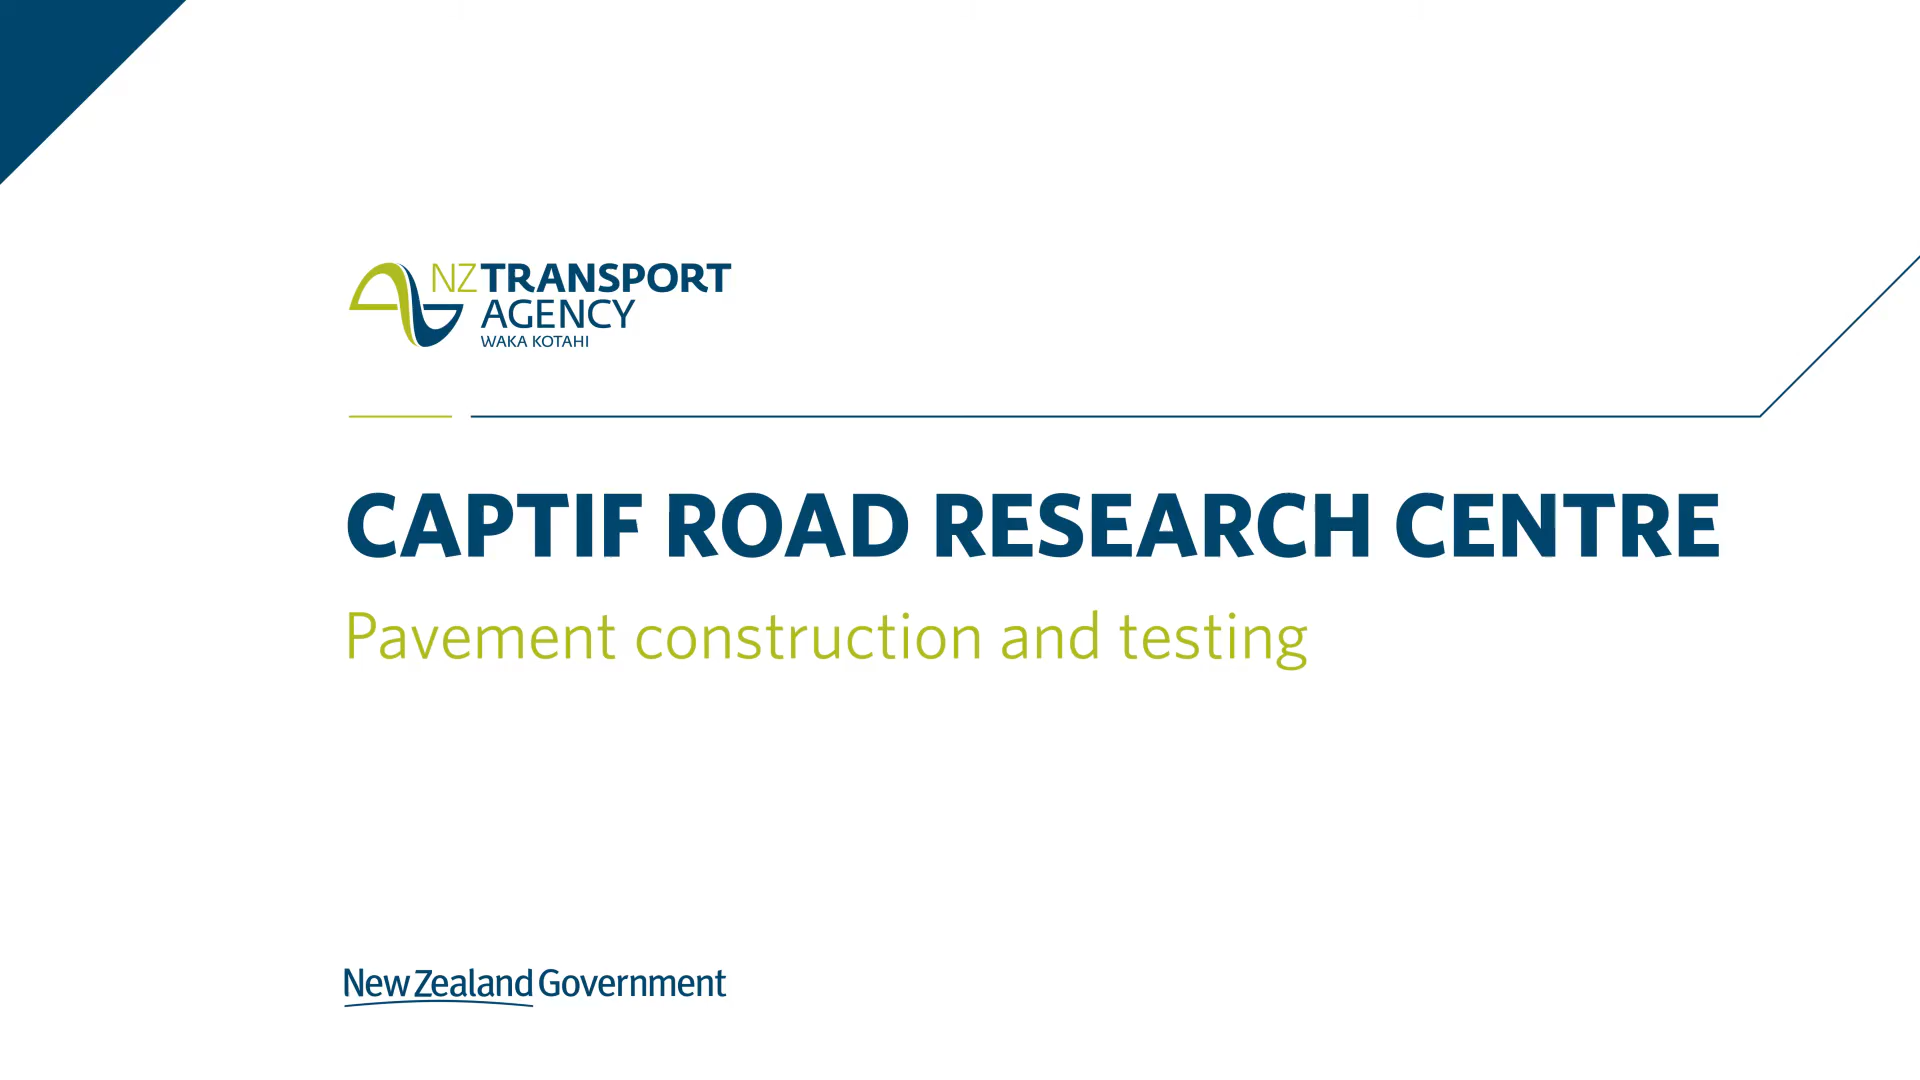 NZ TRANSPORT
AGENCY
WAKA KOTAHI
CAPTIF ROAD RESEARCH CENTRE
Pavement construction and testing
New Zealand Government